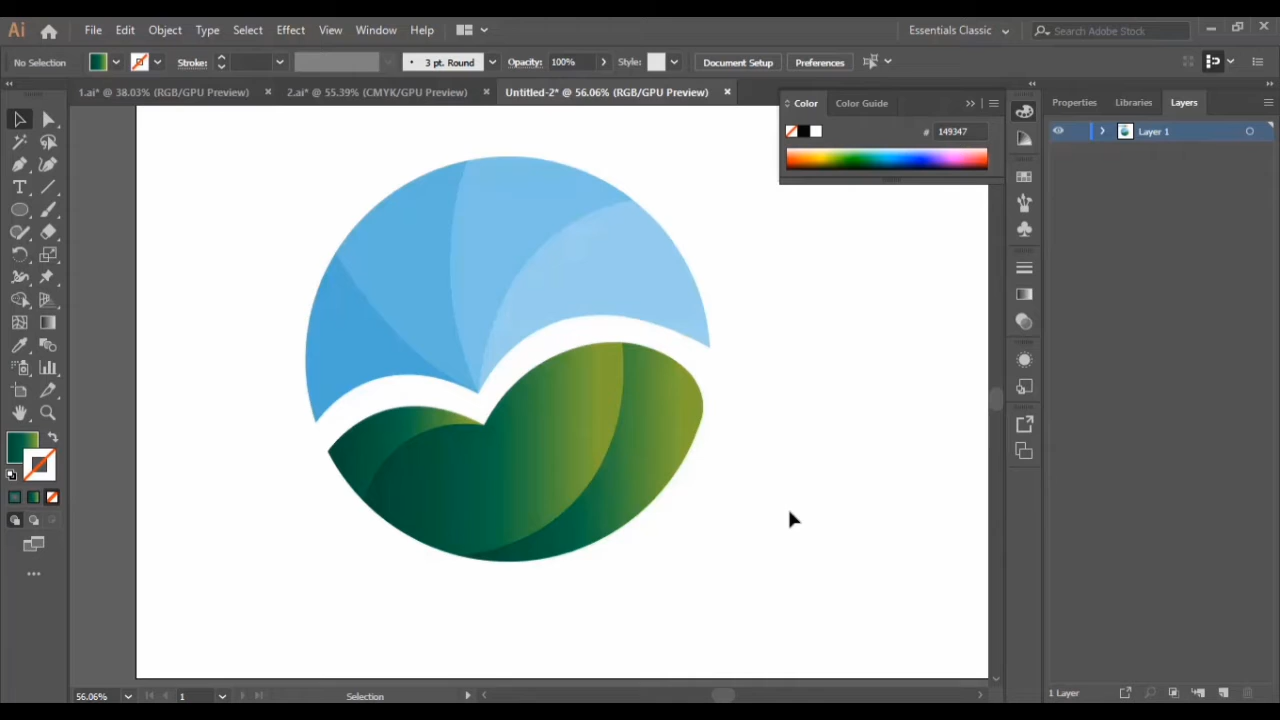 Ai File Edit Object Type Select Effect View Window Help Essentials Classic Search Adobe Stock
No Selection Stroke: 3 pt. Round Opacity: 100% Style: Document Setup Preferences
1.ai* @ 38.03% (RGB/GPU Preview) × 2.ai* @ 55.39% (CMYK/GPU Preview) × Untitled-2* @ 56.06% (RGB/GPU Preview) ×
Color Color Guide
# 149347
Properties Libraries Layers
Layer 1
56.06% 1 Selection
1 Layer